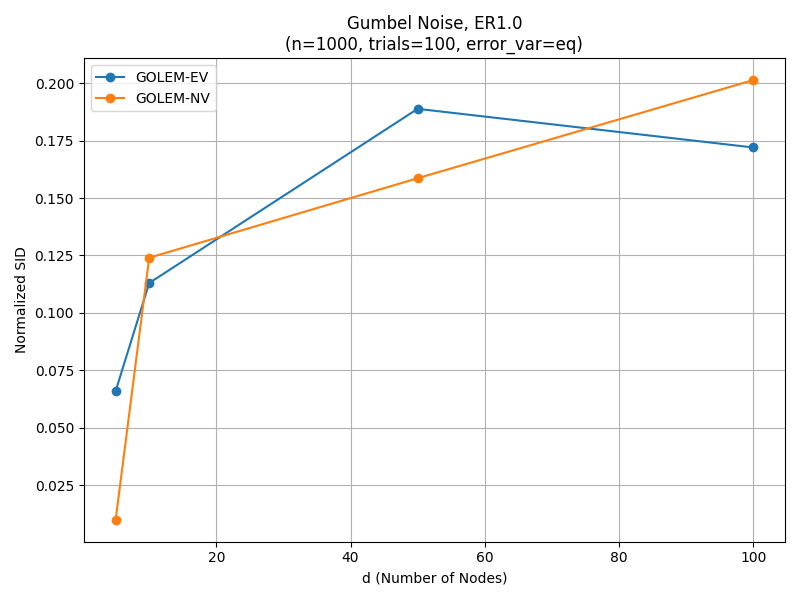 Gumbel Noise, ER1.0
(n=1000, trials=100, error_var=eq)
GOLEM-EV
GOLEM-NV
Normalized SID
0.200
0.175
0.150
0.125
0.100
0.075
0.050
0.025
20
40
60
80
100
d (Number of Nodes)